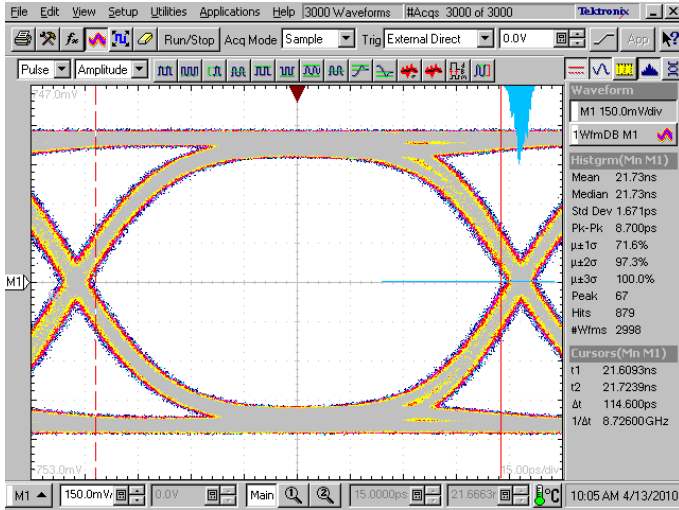 File Edit View Setup Utilities Applications Help 3000 Waveforms #Acqs 3000 of 3000 Tektronix
Run/Stop Acq Mode Sample Trig External Direct 0.0V App
Pulse Amplitude
747.0mV
Waveform
M1 150.0mV/div
1 WfmDB M1
Histgrm(Mn M1)
Mean 21.73ns
Median 21.73ns
Std Dev 1.671ps
Pk-Pk 8.700ps
µ±1σ 71.6%
µ±2σ 97.3%
µ±3σ 100.0%
Peak 67
Hits 879
#Wfms 2998
M1
Cursors(Mn M1)
t1 21.6093ns
t2 21.7239ns
Δt 114.600ps
1/Δt 8.72600GHz
753.0mV 15.00ps/div
M1 150.0mV/ 0.0V Main 1 2 15.0000ps 21.6663r °C 10:05 AM 4/13/2010